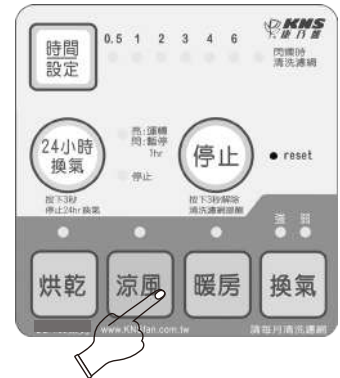 時間
設定
0.5 1 2 3 4 6
KNS
康乃馨
閃爍時
清洗濾網
24小時
換氣
亮:運轉
閃:暫停
1hr
停止
按下3秒
停止24hr換氣
停止
按下3秒解除
清洗濾網提醒
reset
強 弱
烘乾
涼風
暖房
換氣
www.KNSfan.com.tw
請每月清洗濾網